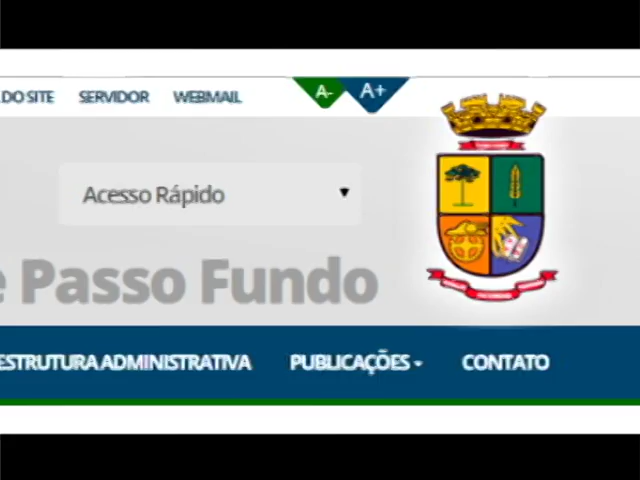 DO SITE SERVIDOR WEBMAIL A- A+
Acesso Rápido
e Passo Fundo
ESTRUTURA ADMINISTRATIVA PUBLICAÇÕES CONTATO